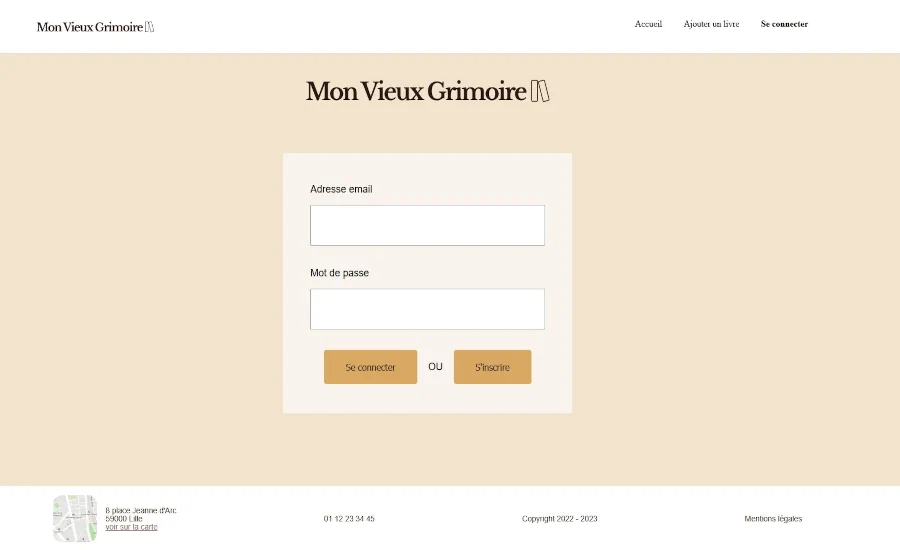 Mon Vieux Grimoire
Accueil
Ajouter un livre
Se connecter
Mon Vieux Grimoire
Adresse email
Mot de passe
Se connecter
OU
S'inscrire
8 place Jeanne d'Arc
59000 Lille
voir sur la carte
01 12 23 34 45
Copyright 2022 - 2023
Mentions légales